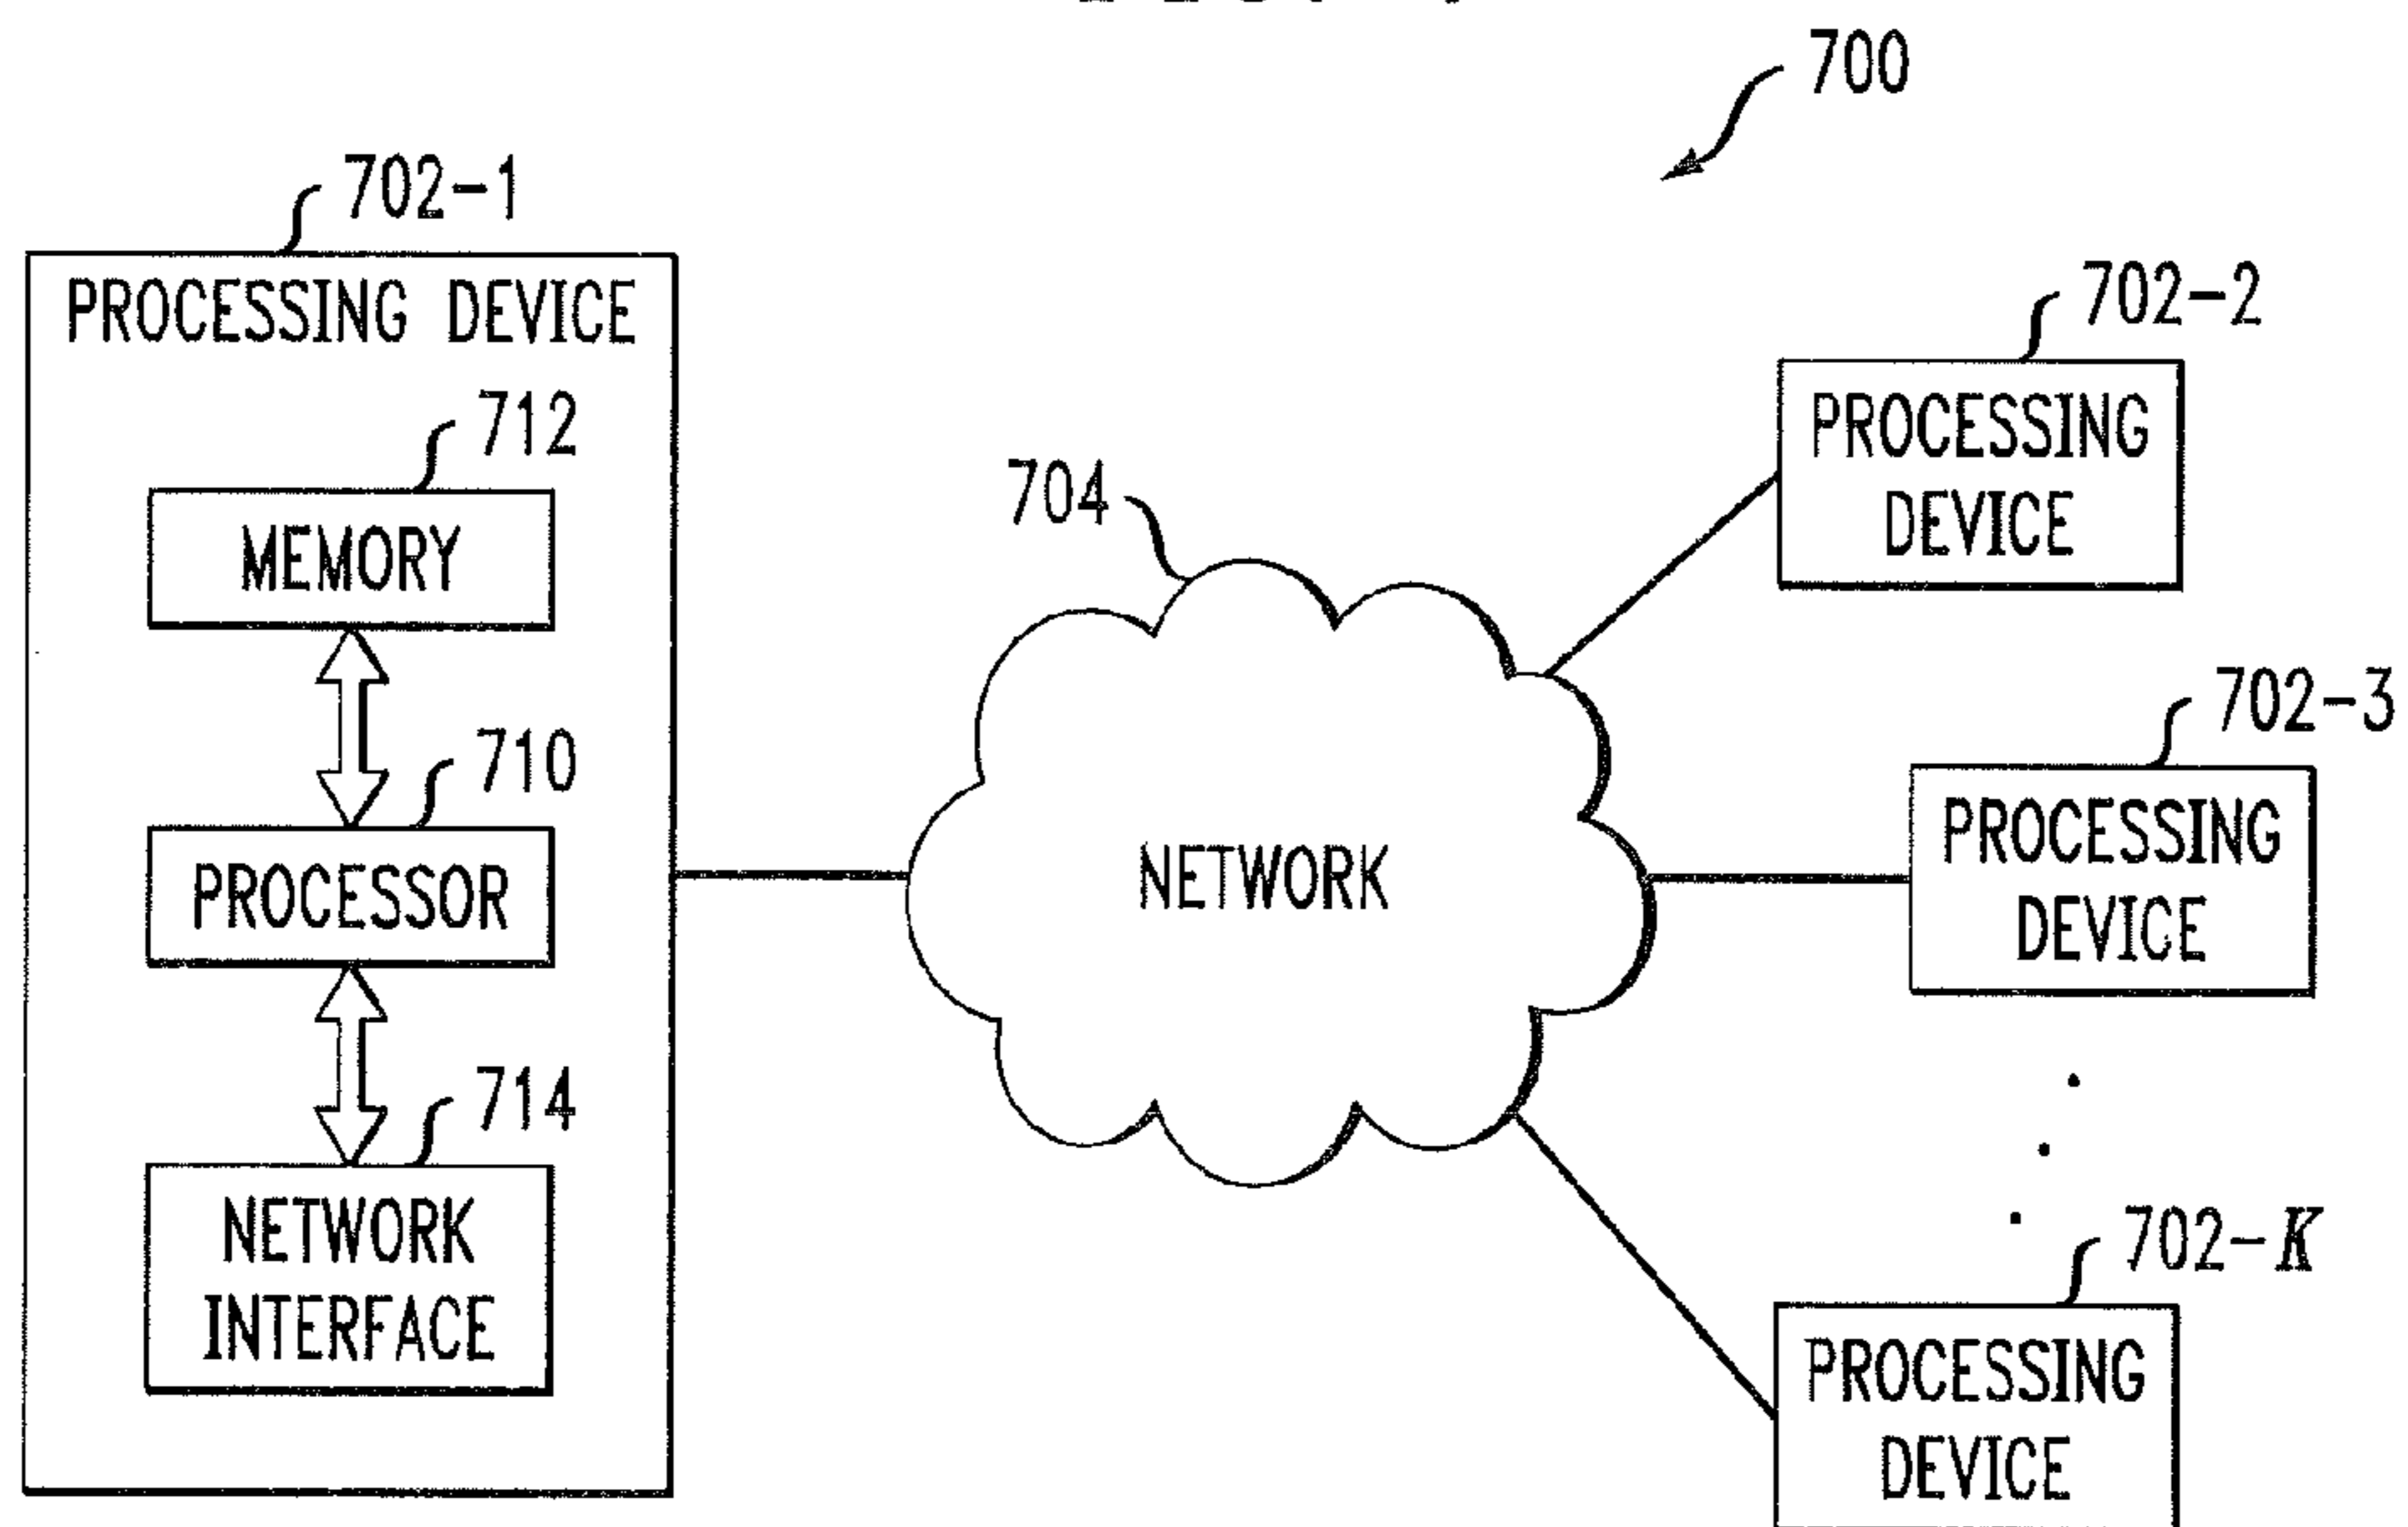 700
702-1
PROCESSING DEVICE
712
MEMORY
710
PROCESSOR
714
NETWORK
INTERFACE
704
NETWORK
702-2
PROCESSING
DEVICE
702-3
PROCESSING
DEVICE
702-K
PROCESSING
DEVICE